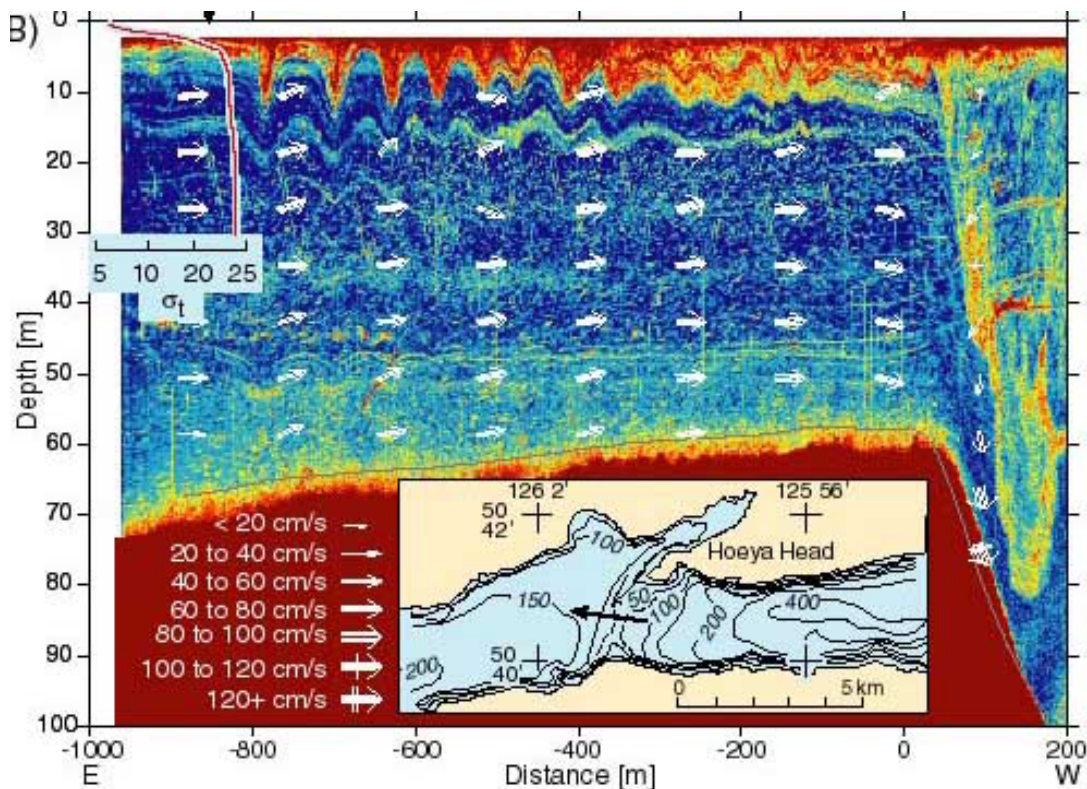 B)
0
10
20
30
40
50
60
70
80
90
100
Depth [m]
5 10 20 25
σt
< 20 cm/s
20 to 40 cm/s
40 to 60 cm/s
60 to 80 cm/s
80 to 100 cm/s
100 to 120 cm/s
120+ cm/s
126 2' 125 56'
50
42'
100
Hoeya Head
150 50 100 200 400
200
50
40
0 5 km
-1000 -800 -600 -400 -200 0 200
E Distance [m] W